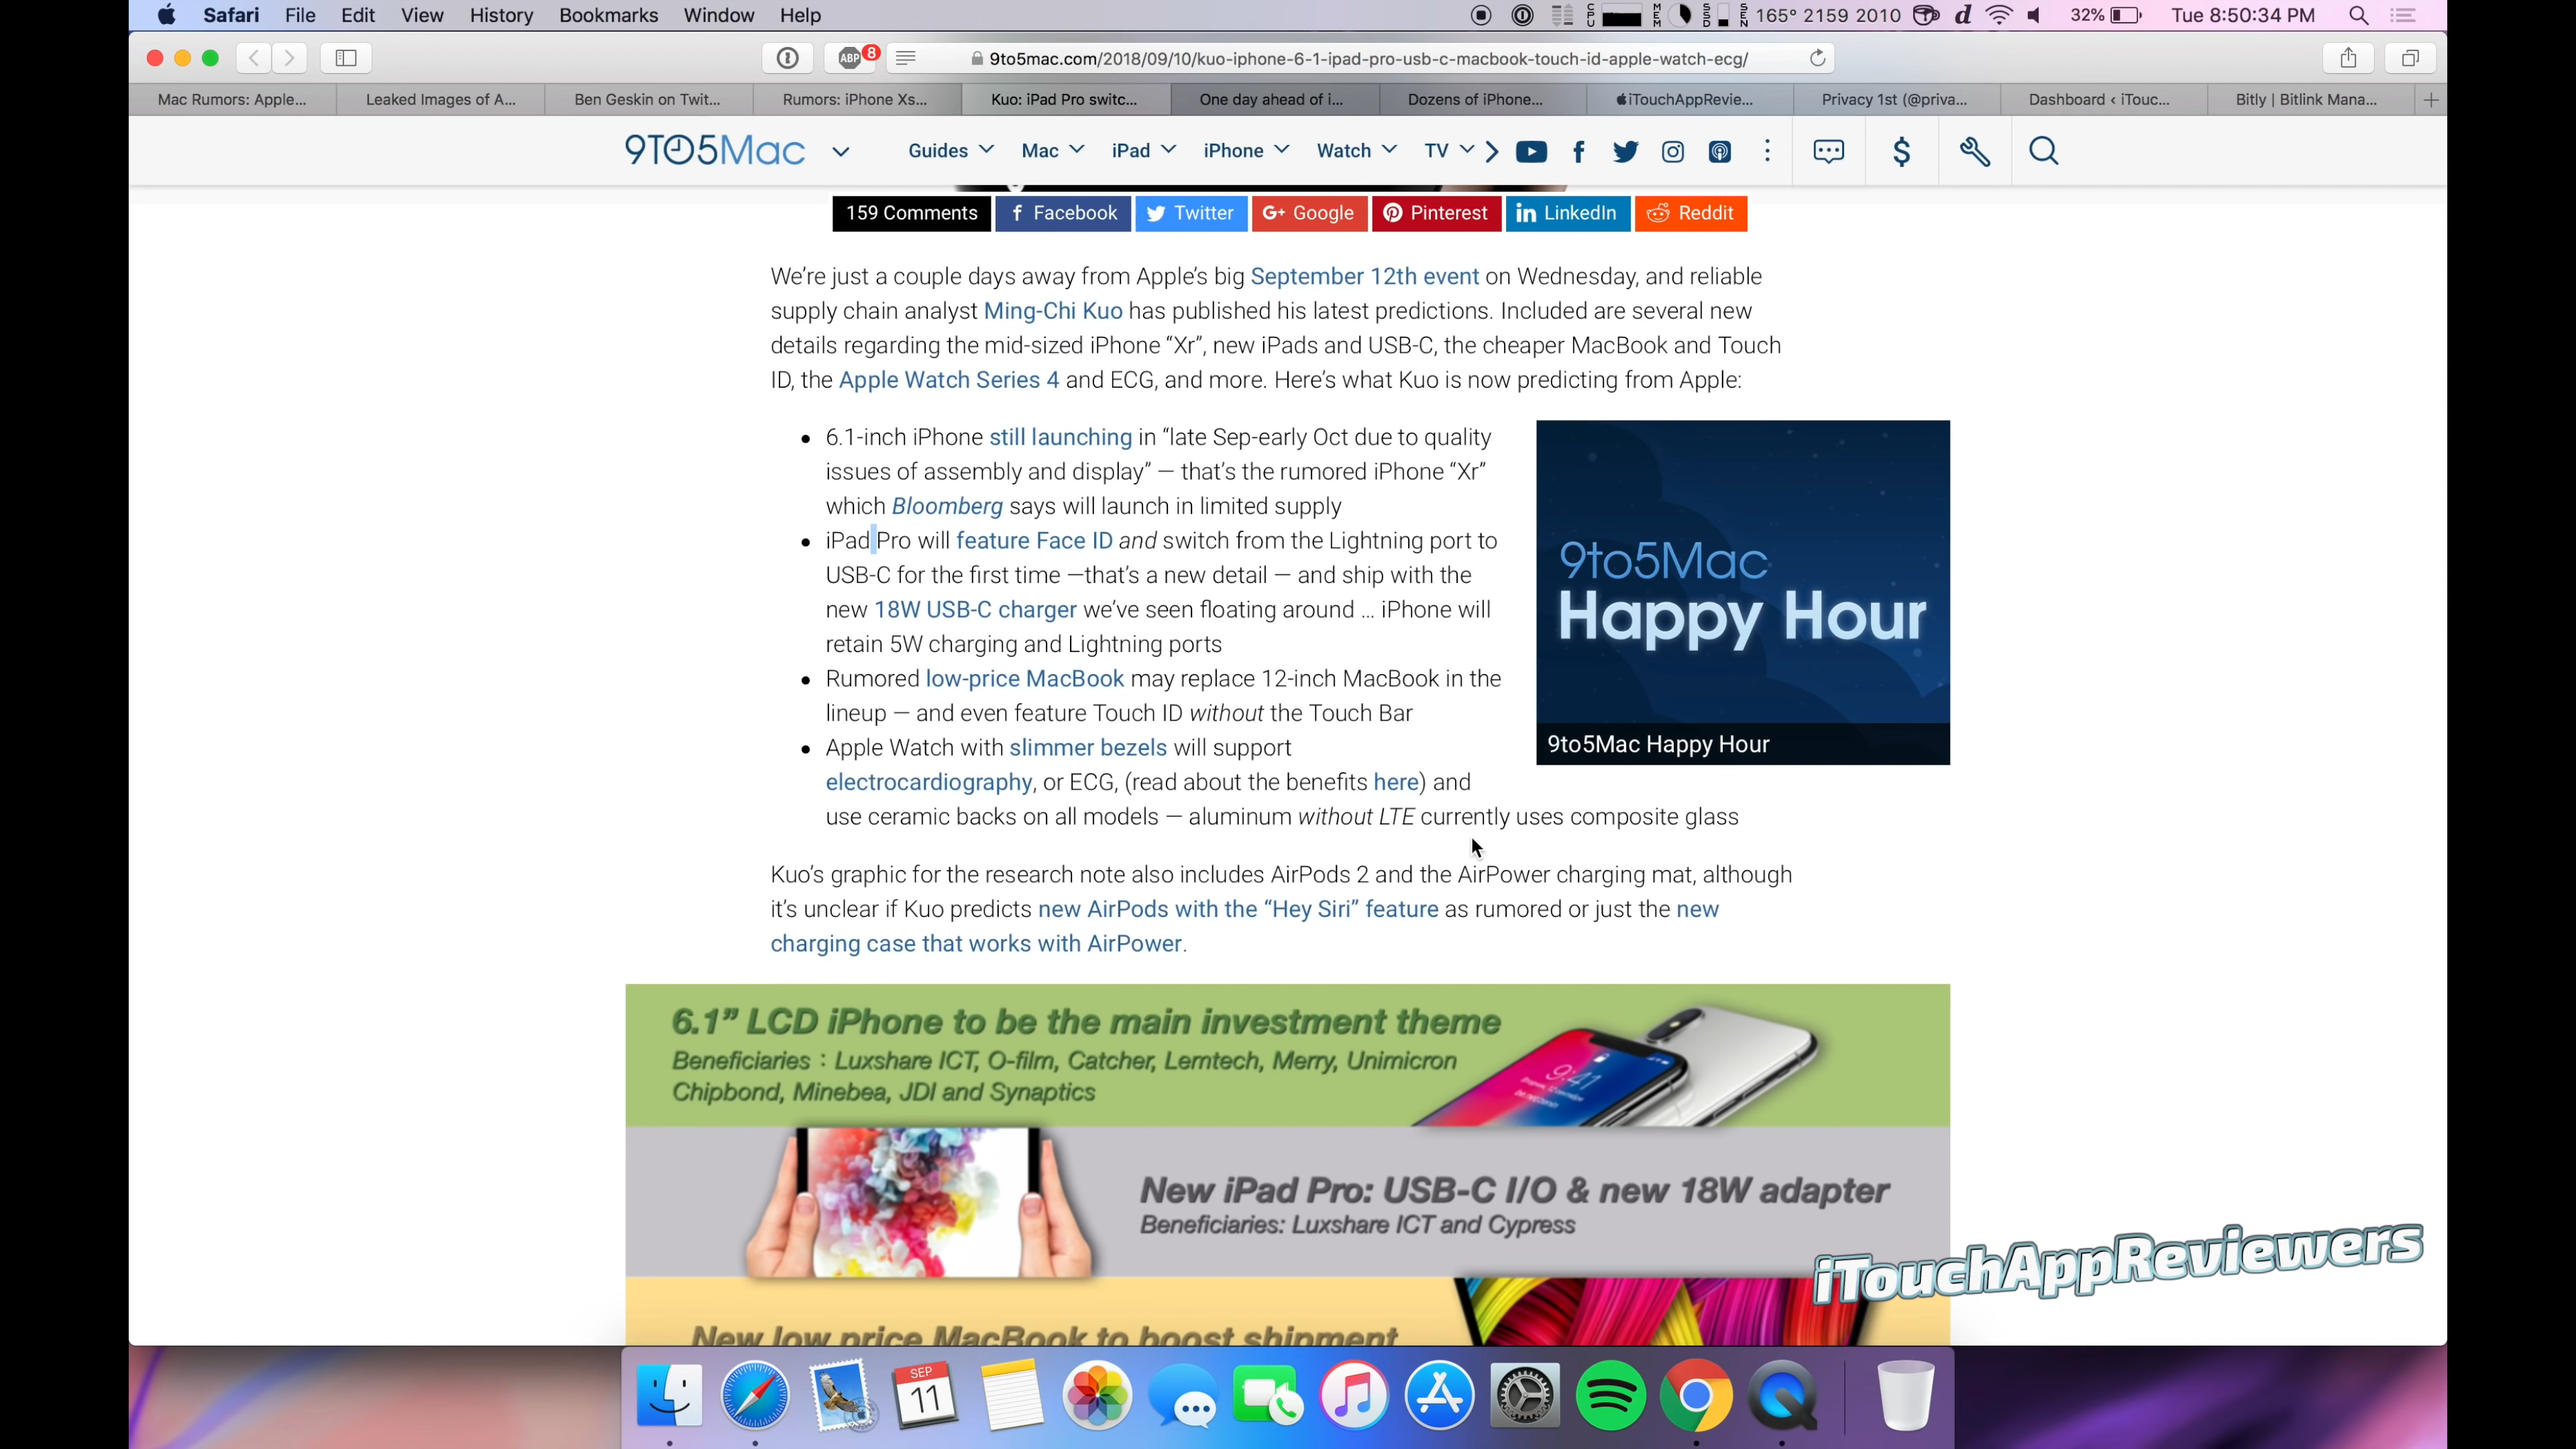 Safari File Edit View History Bookmarks Window Help
CPU MEM SSD SEN 165° 2159 2010 d 32% Tue 8:50:34 PM
ABP 8 9to5mac.com/2018/09/10/kuo-iphone-6-1-ipad-pro-usb-c-macbook-touch-id-apple-watch-ecg/
Mac Rumors: Apple... Leaked Images of A... Ben Geskin on Twit... Rumors: iPhone Xs... Kuo: iPad Pro switc... One day ahead of i... Dozens of iPhone... iTouchAppRevie... Privacy 1st (@priva... Dashboard ‹ iTouc... Bitly | Bitlink Mana...
9TO5Mac Guides Mac iPad iPhone Watch TV
159 Comments Facebook Twitter G+ Google Pinterest LinkedIn Reddit
We’re just a couple days away from Apple’s big September 12th event on Wednesday, and reliable
supply chain analyst Ming-Chi Kuo has published his latest predictions. Included are several new
details regarding the mid-sized iPhone “Xr”, new iPads and USB-C, the cheaper MacBook and Touch
ID, the Apple Watch Series 4 and ECG, and more. Here’s what Kuo is now predicting from Apple:
• 6.1-inch iPhone still launching in “late Sep-early Oct due to quality
issues of assembly and display” — that’s the rumored iPhone “Xr”
which Bloomberg says will launch in limited supply
• iPad Pro will feature Face ID and switch from the Lightning port to
USB-C for the first time —that’s a new detail — and ship with the
new 18W USB-C charger we’ve seen floating around ... iPhone will
retain 5W charging and Lightning ports
• Rumored low-price MacBook may replace 12-inch MacBook in the
lineup — and even feature Touch ID without the Touch Bar
• Apple Watch with slimmer bezels will support
electrocardiography, or ECG, (read about the benefits here) and
use ceramic backs on all models — aluminum without LTE currently uses composite glass
9to5Mac
Happy Hour
9to5Mac Happy Hour
Kuo’s graphic for the research note also includes AirPods 2 and the AirPower charging mat, although
it’s unclear if Kuo predicts new AirPods with the “Hey Siri” feature as rumored or just the new
charging case that works with AirPower.
6.1” LCD iPhone to be the main investment theme
Beneficiaries：Luxshare ICT, O-film, Catcher, Lemtech, Merry, Unimicron
Chipbond, Minebea, JDI and Synaptics
9:41
New iPad Pro: USB-C I/O & new 18W adapter
Beneficiaries: Luxshare ICT and Cypress
iTouchAppReviewers
New low price MacBook to boost shipment
SEP
11